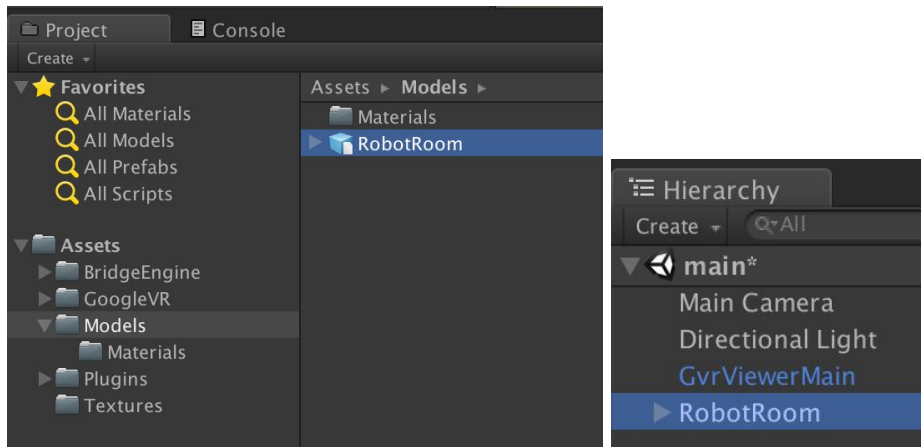 Project
Console
Create
Favorites
All Materials
All Models
All Prefabs
All Scripts
Assets
BridgeEngine
GoogleVR
Models
Materials
Plugins
Textures
Assets ▸ Models ▸
Materials
RobotRoom
Hierarchy
Create
All
main*
Main Camera
Directional Light
GvrViewerMain
RobotRoom